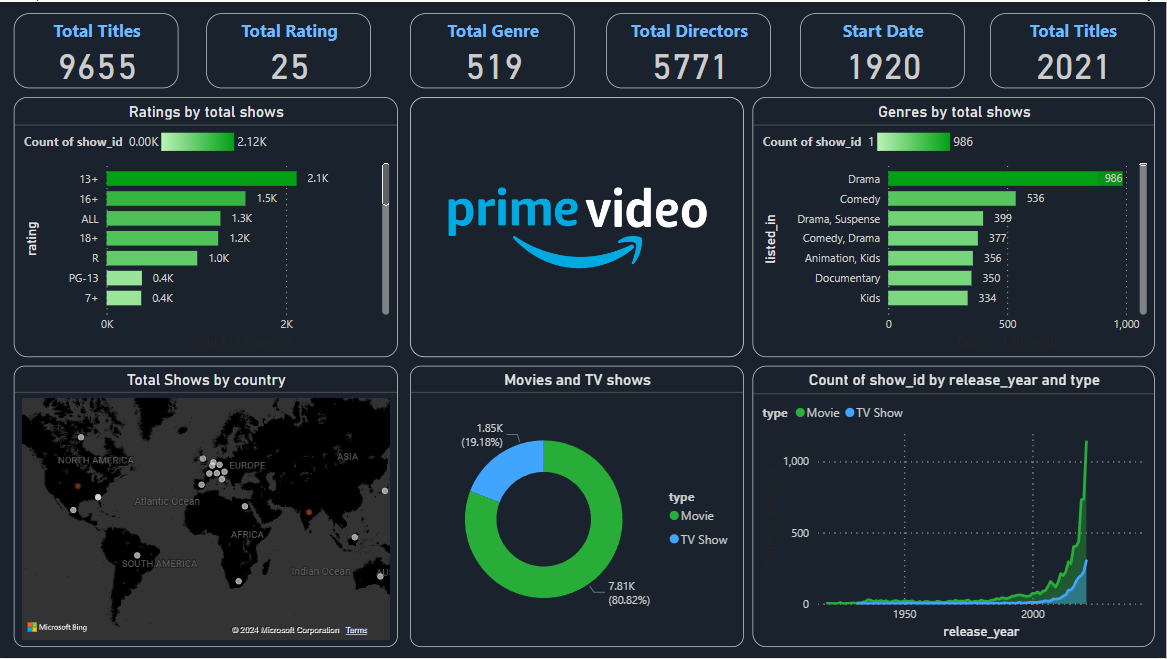 Total Titles
9655
Total Rating
25
Total Genre
519
Total Directors
5771
Start Date
1920
Total Titles
2021
Ratings by total shows
Count of show_id 0.00K 2.12K
rating
13+ 2.1K
16+ 1.5K
ALL 1.3K
18+ 1.2K
R 1.0K
PG-13 0.4K
7+ 0.4K
0K 2K
prime video
Genres by total shows
Count of show_id 1 986
listed_in
Drama 986
Comedy 536
Drama, Suspense 399
Comedy, Drama 377
Animation, Kids 356
Documentary 350
Kids 334
0 500 1,000
Total Shows by country
NORTH AMERICA
EUROPE
ASIA
Atlantic Ocean
AFRICA
SOUTH AMERICA
Indian Ocean
Microsoft Bing
© 2024 Microsoft Corporation Terms
Movies and TV shows
1.85K
(19.18%)
type
Movie
TV Show
7.81K
(80.82%)
Count of show_id by release_year and type
type Movie TV Show
1,000
500
0
1950 2000
release_year